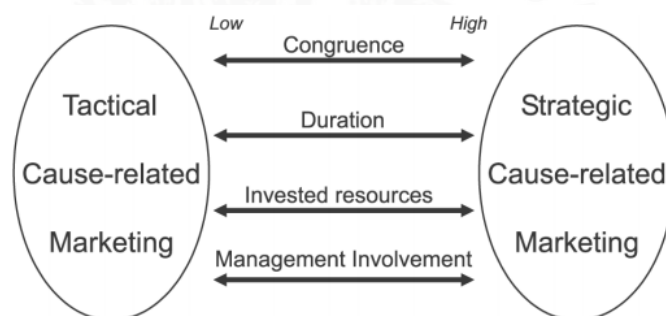 Low High
Congruence
Tactical
Cause-related
Marketing
Duration
Invested resources
Management Involvement
Strategic
Cause-related
Marketing